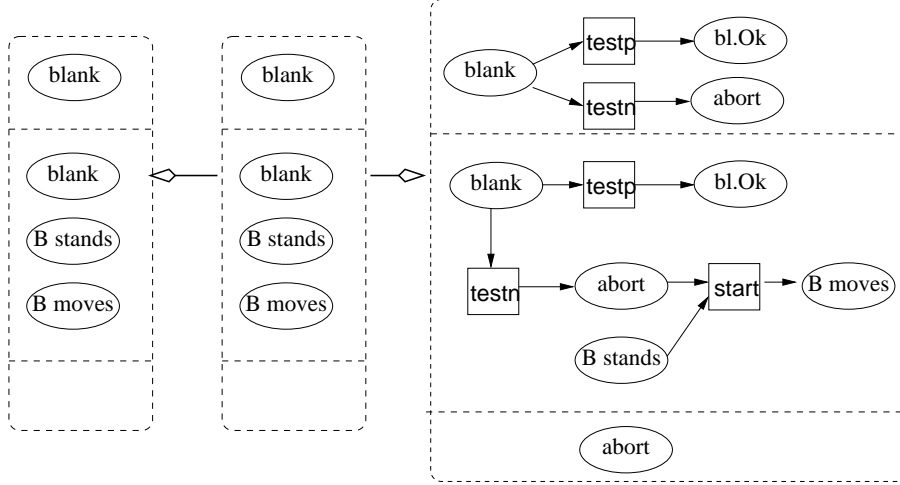 blank
blank
B stands
B moves
blank
blank
B stands
B moves
blank
testp
bl.Ok
testn
abort
blank
testp
bl.Ok
testn
abort
start
B moves
B stands
abort